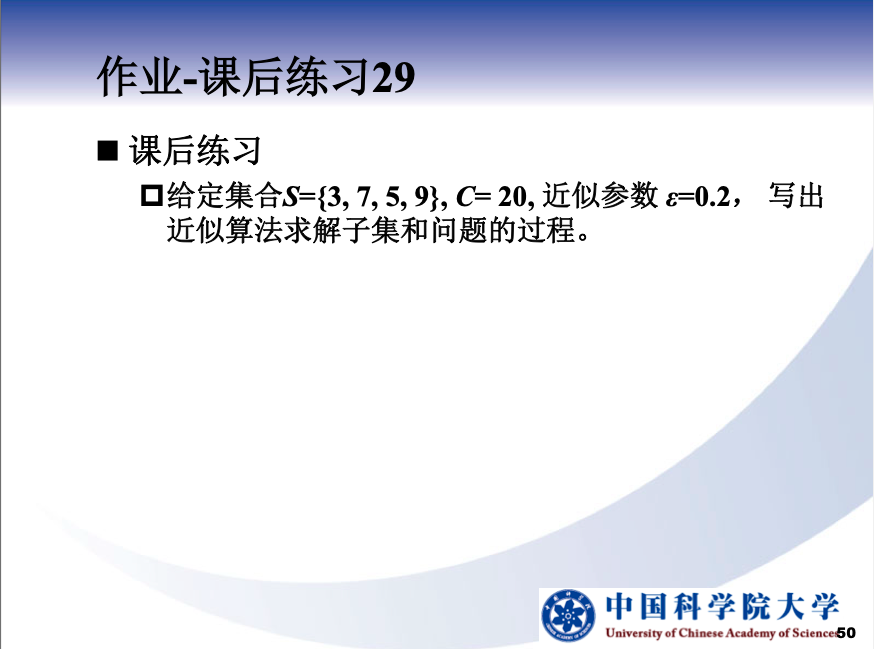 作业-课后练习29
■ 课后练习
给定集合S={3, 7, 5, 9}, C= 20, 近似参数 ε=0.2， 写出
近似算法求解子集和问题的过程。
中国科学院大学
University of Chinese Academy of Sciences
50